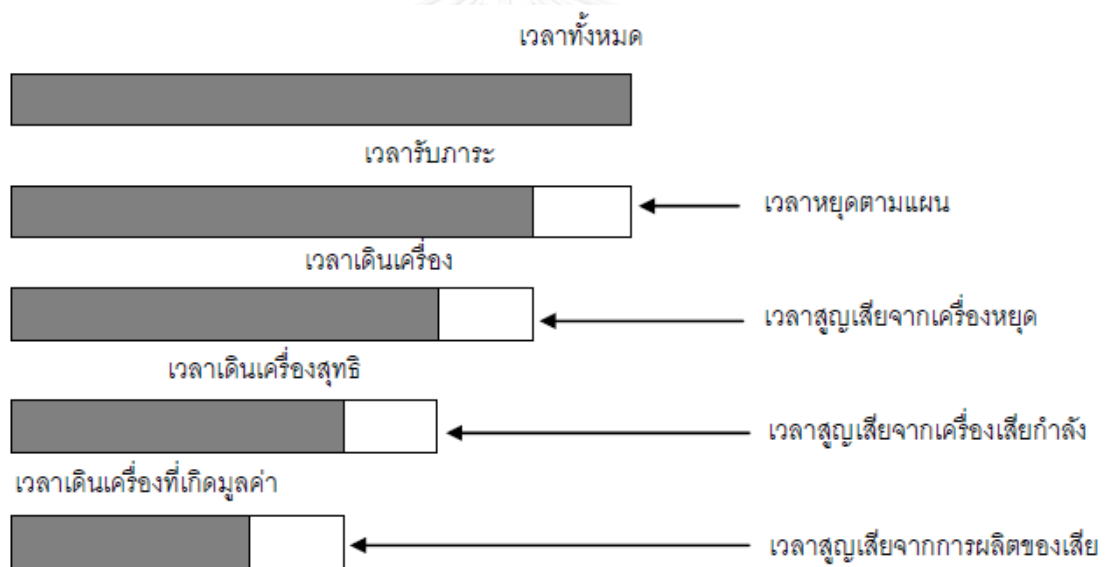 เวลาทั้งหมด
เวลารับภาระ
เวลาหยุดตามแผน
เวลาเดินเครื่อง
เวลาสูญเสียจากเครื่องหยุด
เวลาเดินเครื่องสุทธิ
เวลาสูญเสียจากเครื่องเสียกำลัง
เวลาเดินเครื่องที่เกิดมูลค่า
เวลาสูญเสียจากการผลิตของเสีย